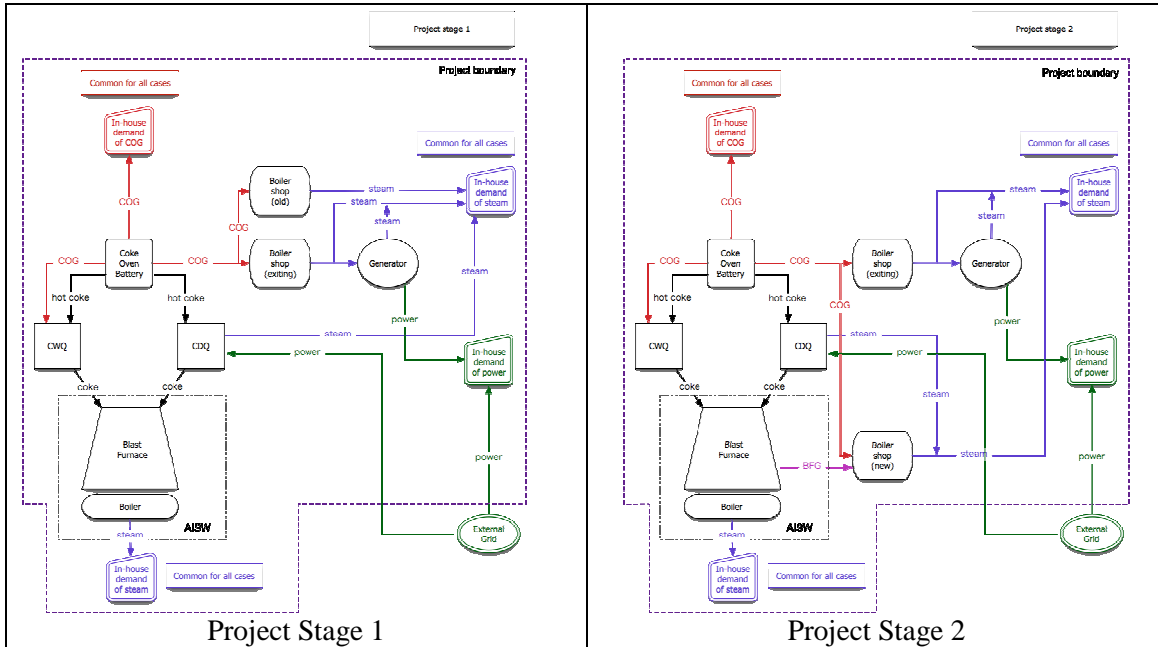 Project stage 1
Project boundary
Common for all cases
In-house
demand
of COG
Common for all cases
COG
Boiler
shop
(old)
steam
steam
In-house
demand
of steam
COG
steam
COG
Coke
Oven
Battery
COG
Boiler
shop
(exiting)
Generator
steam
hot coke
hot coke
power
CWQ
CDQ
steam
power
In-house
demand
of power
coke
coke
Blast
Furnace
power
Boiler
AISW
steam
External
Grid
In-house
demand
of steam
Common for all cases
Project Stage 1
Project stage 2
Project boundary
Common for all cases
In-house
demand
of COG
Common for all cases
COG
steam
In-house
demand
of steam
steam
COG
Coke
Oven
Battery
COG
Boiler
shop
(exiting)
Generator
hot coke
hot coke
COG
power
CWQ
CDQ
steam
power
In-house
demand
of power
coke
coke
steam
Blast
Furnace
Boiler
shop
(new)
steam
power
BFG
Boiler
AISW
steam
External
Grid
In-house
demand
of steam
Common for all cases
Project Stage 2